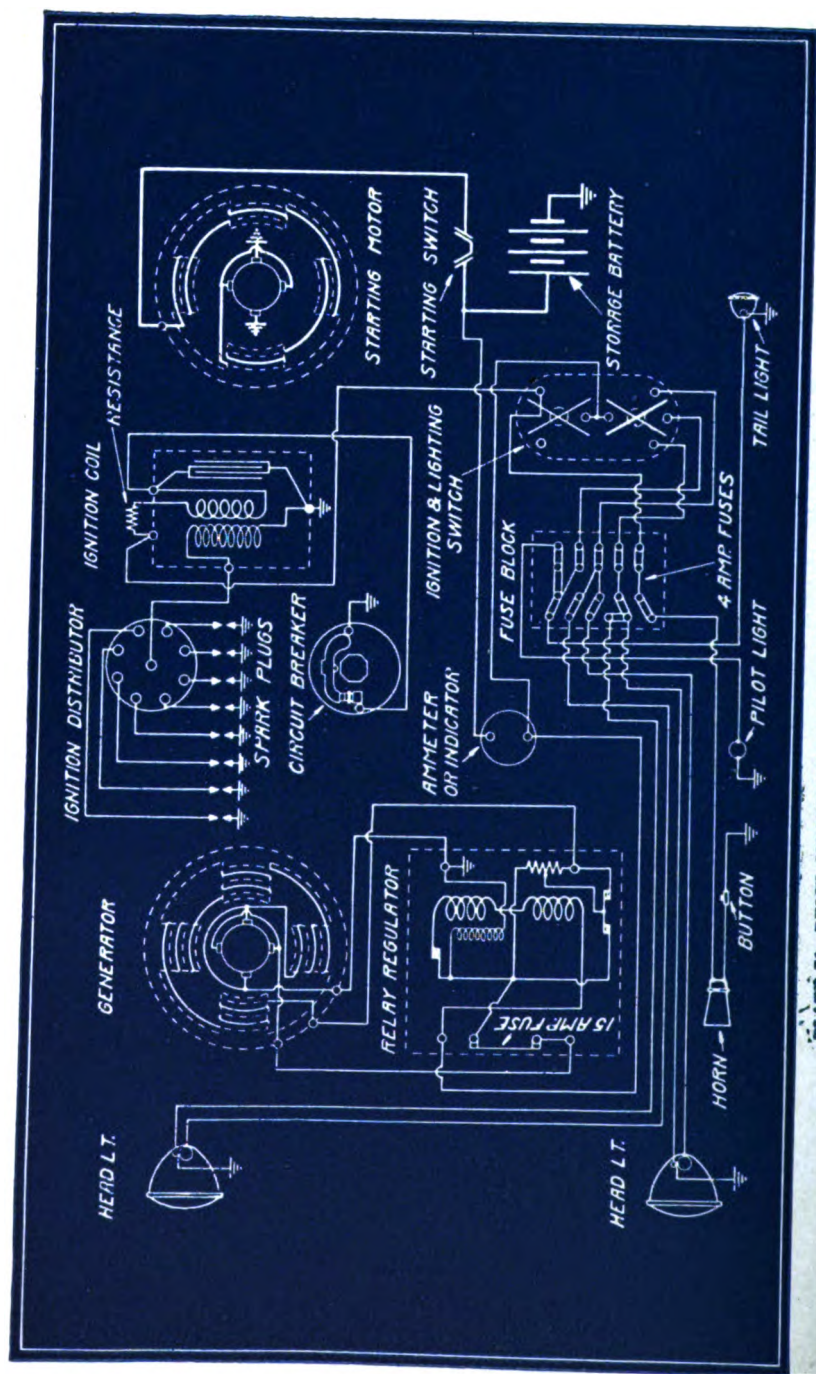 HEAD LT.
GENERATOR
IGNITION DISTRIBUTOR
IGNITION COIL
RESISTANCE
SPARK PLUGS
CIRCUIT BREAKER
STARTING MOTOR
RELAY REGULATOR
15 AMP FUSE
AMMETER
OR INDICATOR
IGNITION & LIGHTING
SWITCH
STARTING SWITCH
FUSE BLOCK
STORAGE BATTERY
HEAD LT.
HORN
BUTTON
PILOT LIGHT
4 AMP. FUSES
TAIL LIGHT